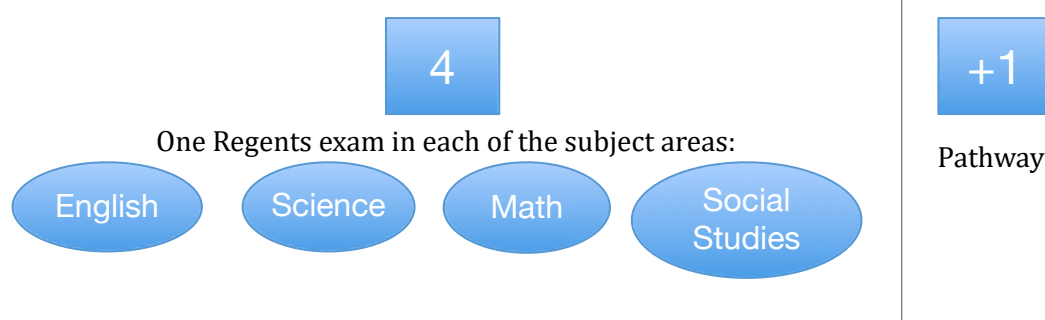 4
One Regents exam in each of the subject areas:
English
Science
Math
Social
Studies
+1
Pathway